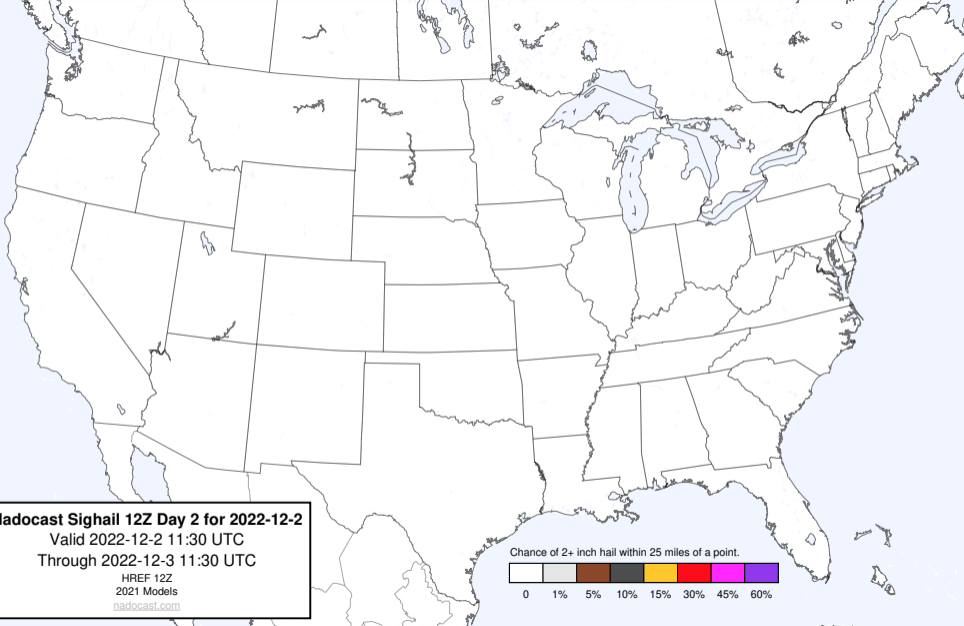 Nadocast Sighail 12Z Day 2 for 2022-12-2
Valid 2022-12-2 11:30 UTC
Through 2022-12-3 11:30 UTC
HREF 12Z
2021 Models
nadocast.com
Chance of 2+ inch hail within 25 miles of a point.
0 1% 5% 10% 15% 30% 45% 60%